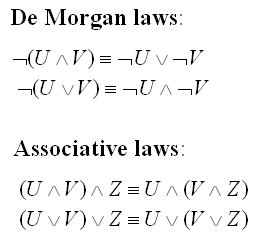 De Morgan laws:
¬(U ∧ V) ≡ ¬U ∨ ¬V
¬(U ∨ V) ≡ ¬U ∧ ¬V
Associative laws:
(U ∧ V) ∧ Z ≡ U ∧ (V ∧ Z)
(U ∨ V) ∨ Z ≡ U ∨ (V ∨ Z)